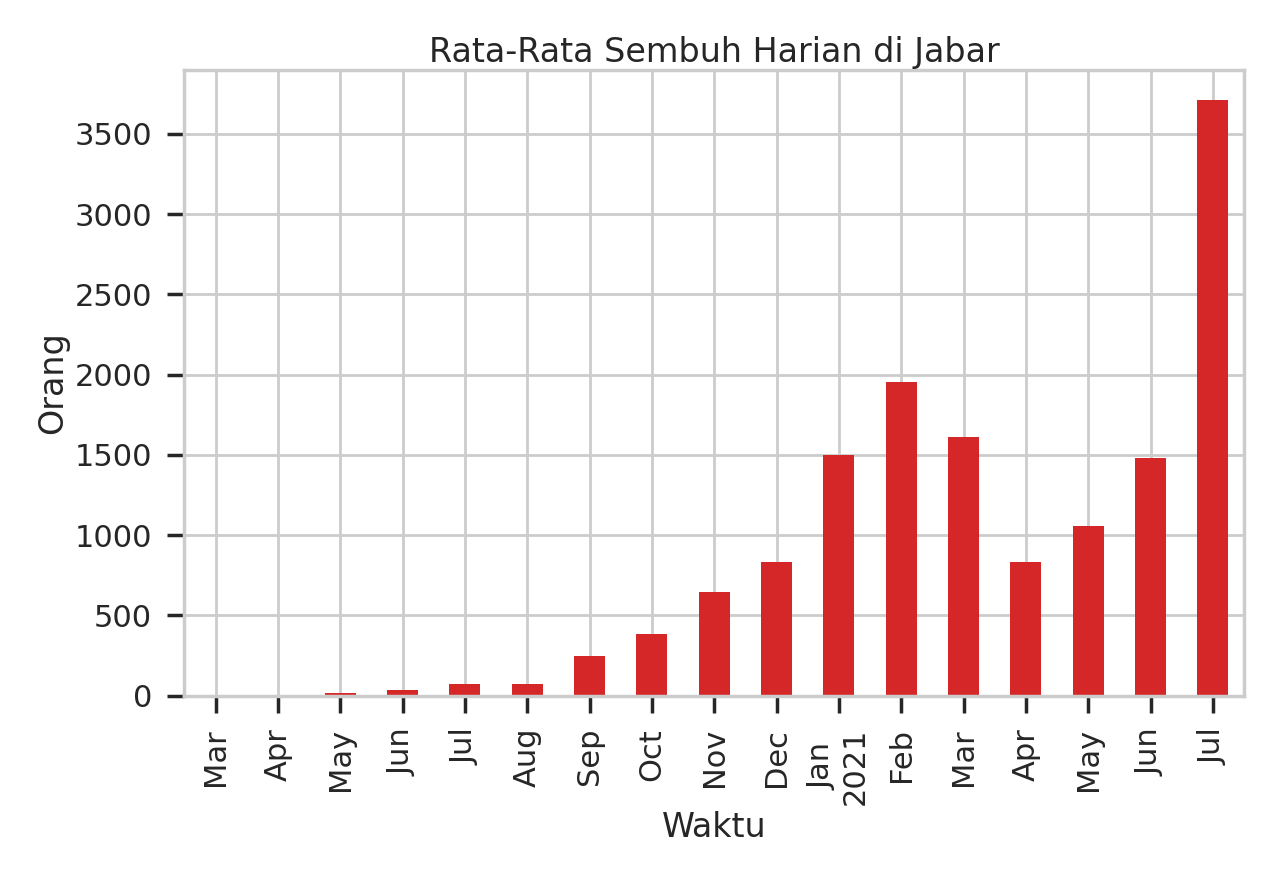 Rata-Rata Sembuh Harian di Jabar
Orang
3500
3000
2500
2000
1500
1000
500
0
Mar
Apr
May
Jun
Jul
Aug
Sep
Oct
Nov
Dec
Jan
2021
Feb
Mar
Apr
May
Jun
Jul
Waktu